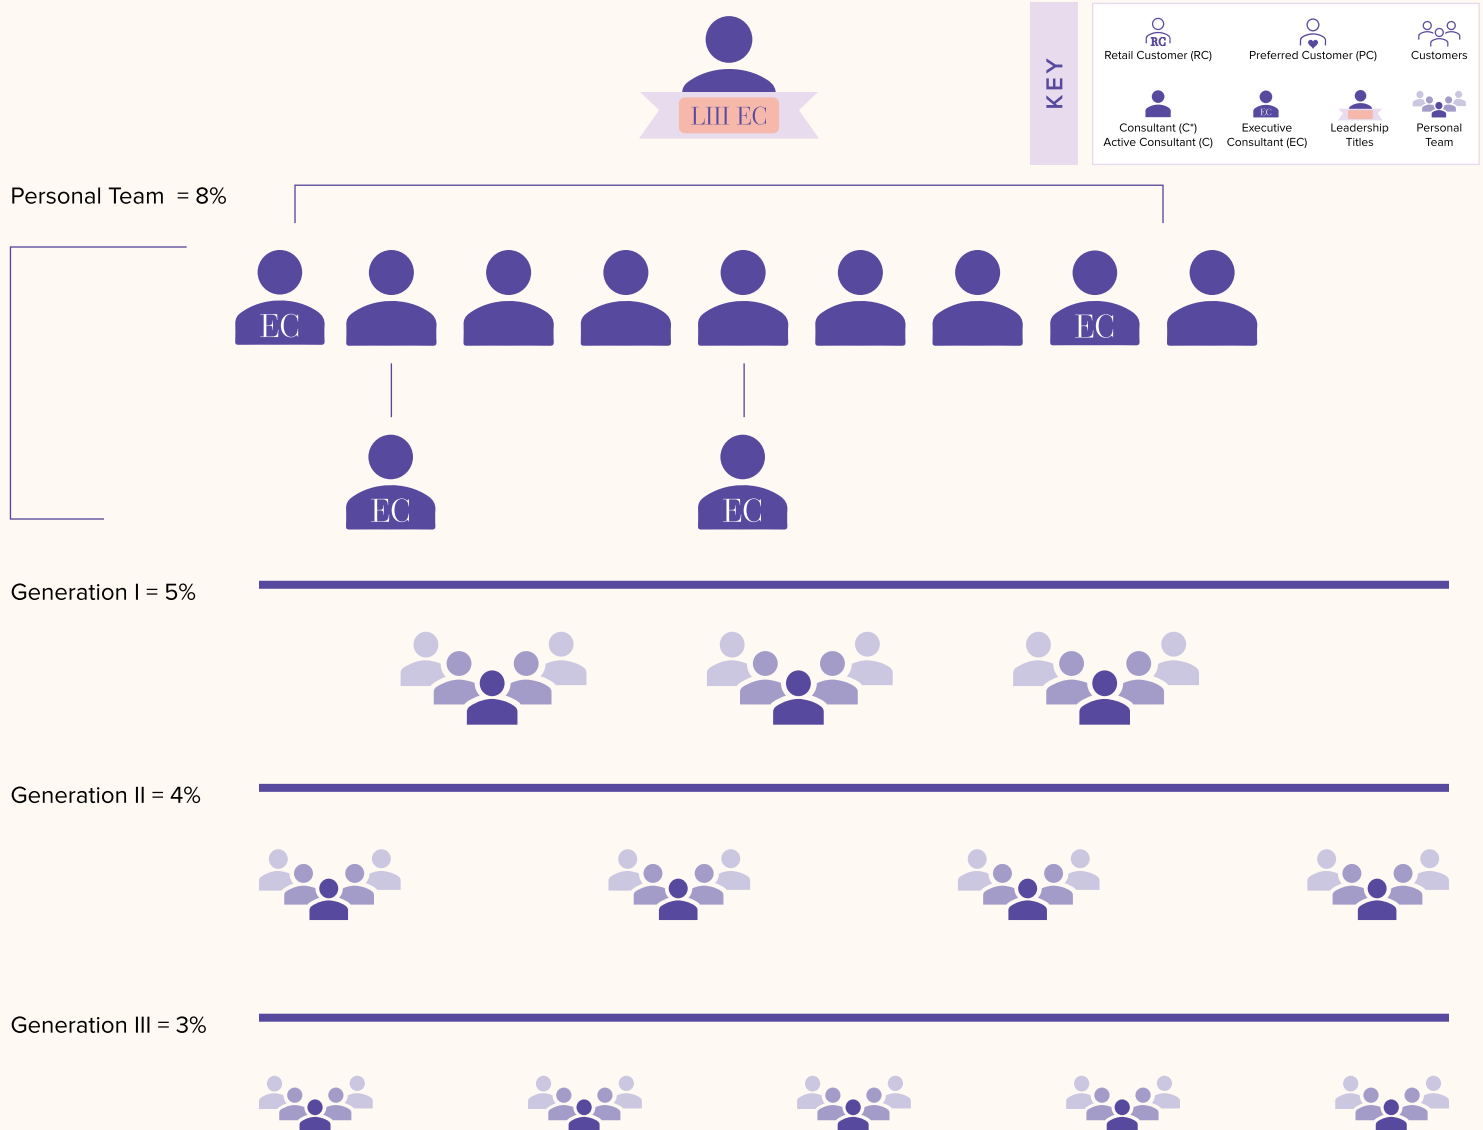 LIII EC
KEY
RC
Retail Customer (RC)
Preferred Customer (PC)
Customers
EC
Consultant (C*)
Active Consultant (C)
Executive
Consultant (EC)
Leadership
Titles
Personal
Team
Personal Team = 8%
EC
EC
EC
EC
Generation I = 5%
Generation II = 4%
Generation III = 3%